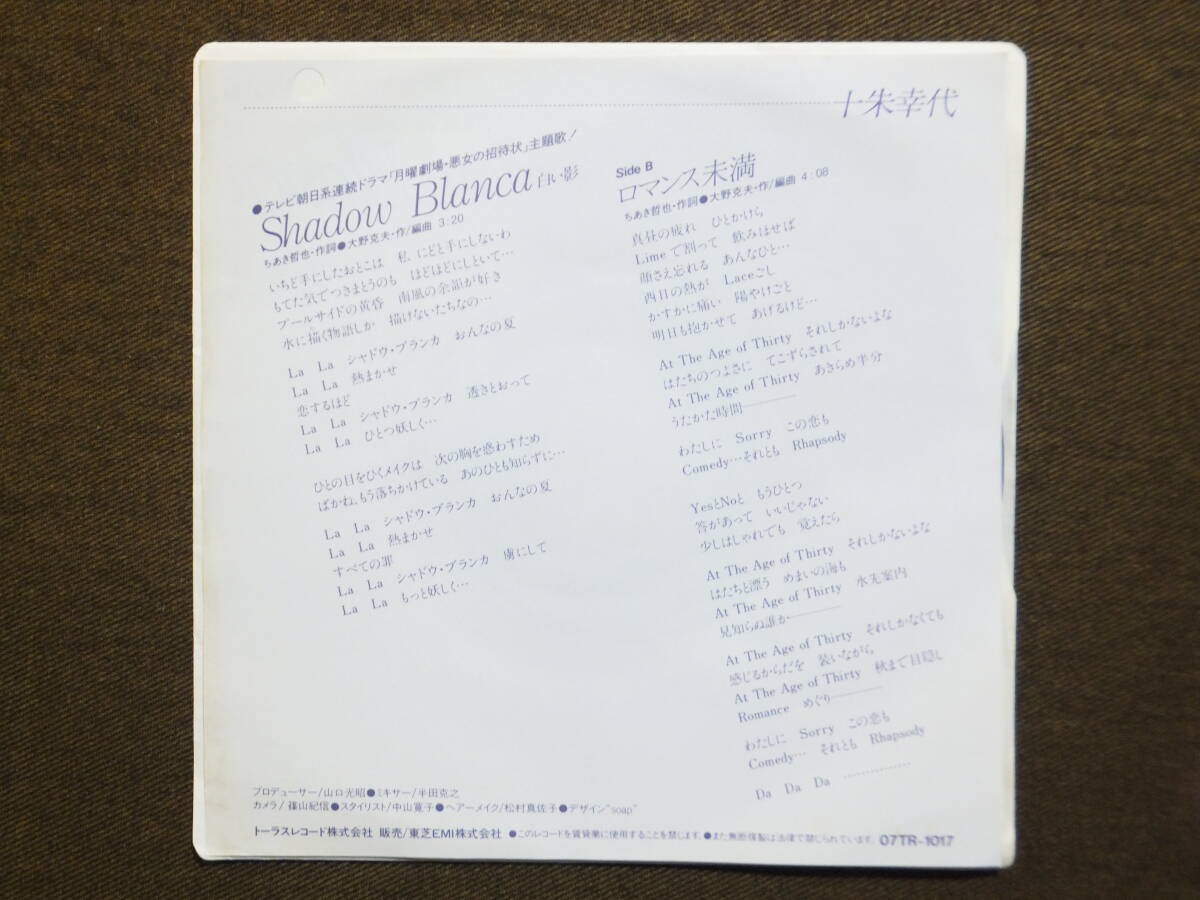 十朱幸代
●テレビ朝日系連続ドラマ「月曜劇場・悪女の招待状」主題歌！
Shadow Blanca 白い影
ちあき哲也・作詞●大野克夫・作/編曲 3:20
いちど手にしたおとこは 私 にどと手にしないわ
もてた気でつきまとうのも ほどほどにしといて…
プールサイドの黄昏 南風の余韻が好き
水に描く物語しか 描けないたちなの…
La La シャドウ・ブランカ おんなの夏
La La 熱まかせ
恋するほど
La La シャドウ・ブランカ 透きとおって
La La ひとつ妖しく…
ひとの目をひくメイクは 次の胸を惑わすため
ばかね、もう落ちかけている あのひとも知らずに…
La La シャドウ・ブランカ おんなの夏
La La 熱まかせ
すべての罪
La La シャドウ・ブランカ 虜にして
La La もっと妖しく…
Side B
ロマンス未満
ちあき哲也・作詞●大野克夫・作/編曲 4:08
真昼の疲れ ひとかけら
Limeで割って 飲みほせば
顔さえ忘れる あんなひと…
西日の熱が Laceごし
かすかに痛い 陽やけごと
明日も抱かせて あげるけど…
At The Age of Thirty それしかないよな
はたちのつよさに てこずらされて
At The Age of Thirty あきらめ半分
うたかた時間―――
わたしに Sorry この恋も
Comedy…それとも Rhapsody
YesとNoと もうひとつ
答があって いいじゃない
少しはしゃれでも 覚えたら
At The Age of Thirty それしかないよな
はたちと漂う めまいの海も
At The Age of Thirty 水先案内
見知らぬ誰か―――
At The Age of Thirty それしかなくても
感じるからだを 装いながら
At The Age of Thirty 秋まで目隠し
Romance めぐり―――
わたしに Sorry この恋も
Comedy… それとも Rhapsody
Da Da Da ……………
プロデューサー/山口光昭●ミキサー/半田克之
カメラ/篠山紀信●スタイリスト/中山寛子●ヘアーメイク/松村真佐子●デザイン"soap"
トーラスレコード株式会社 販売/東芝EMI株式会社 ●このレコードを賃貸業に使用することを禁じます。●また無断複製は法律で禁じられています。 07TR-1017